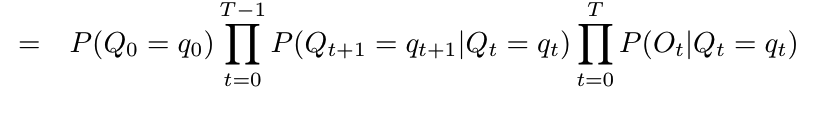 = P(Q_0 = q_0) \prod_{t=0}^{T-1} P(Q_{t+1} = q_{t+1}|Q_t = q_t) \prod_{t=0}^{T} P(O_t|Q_t = q_t)